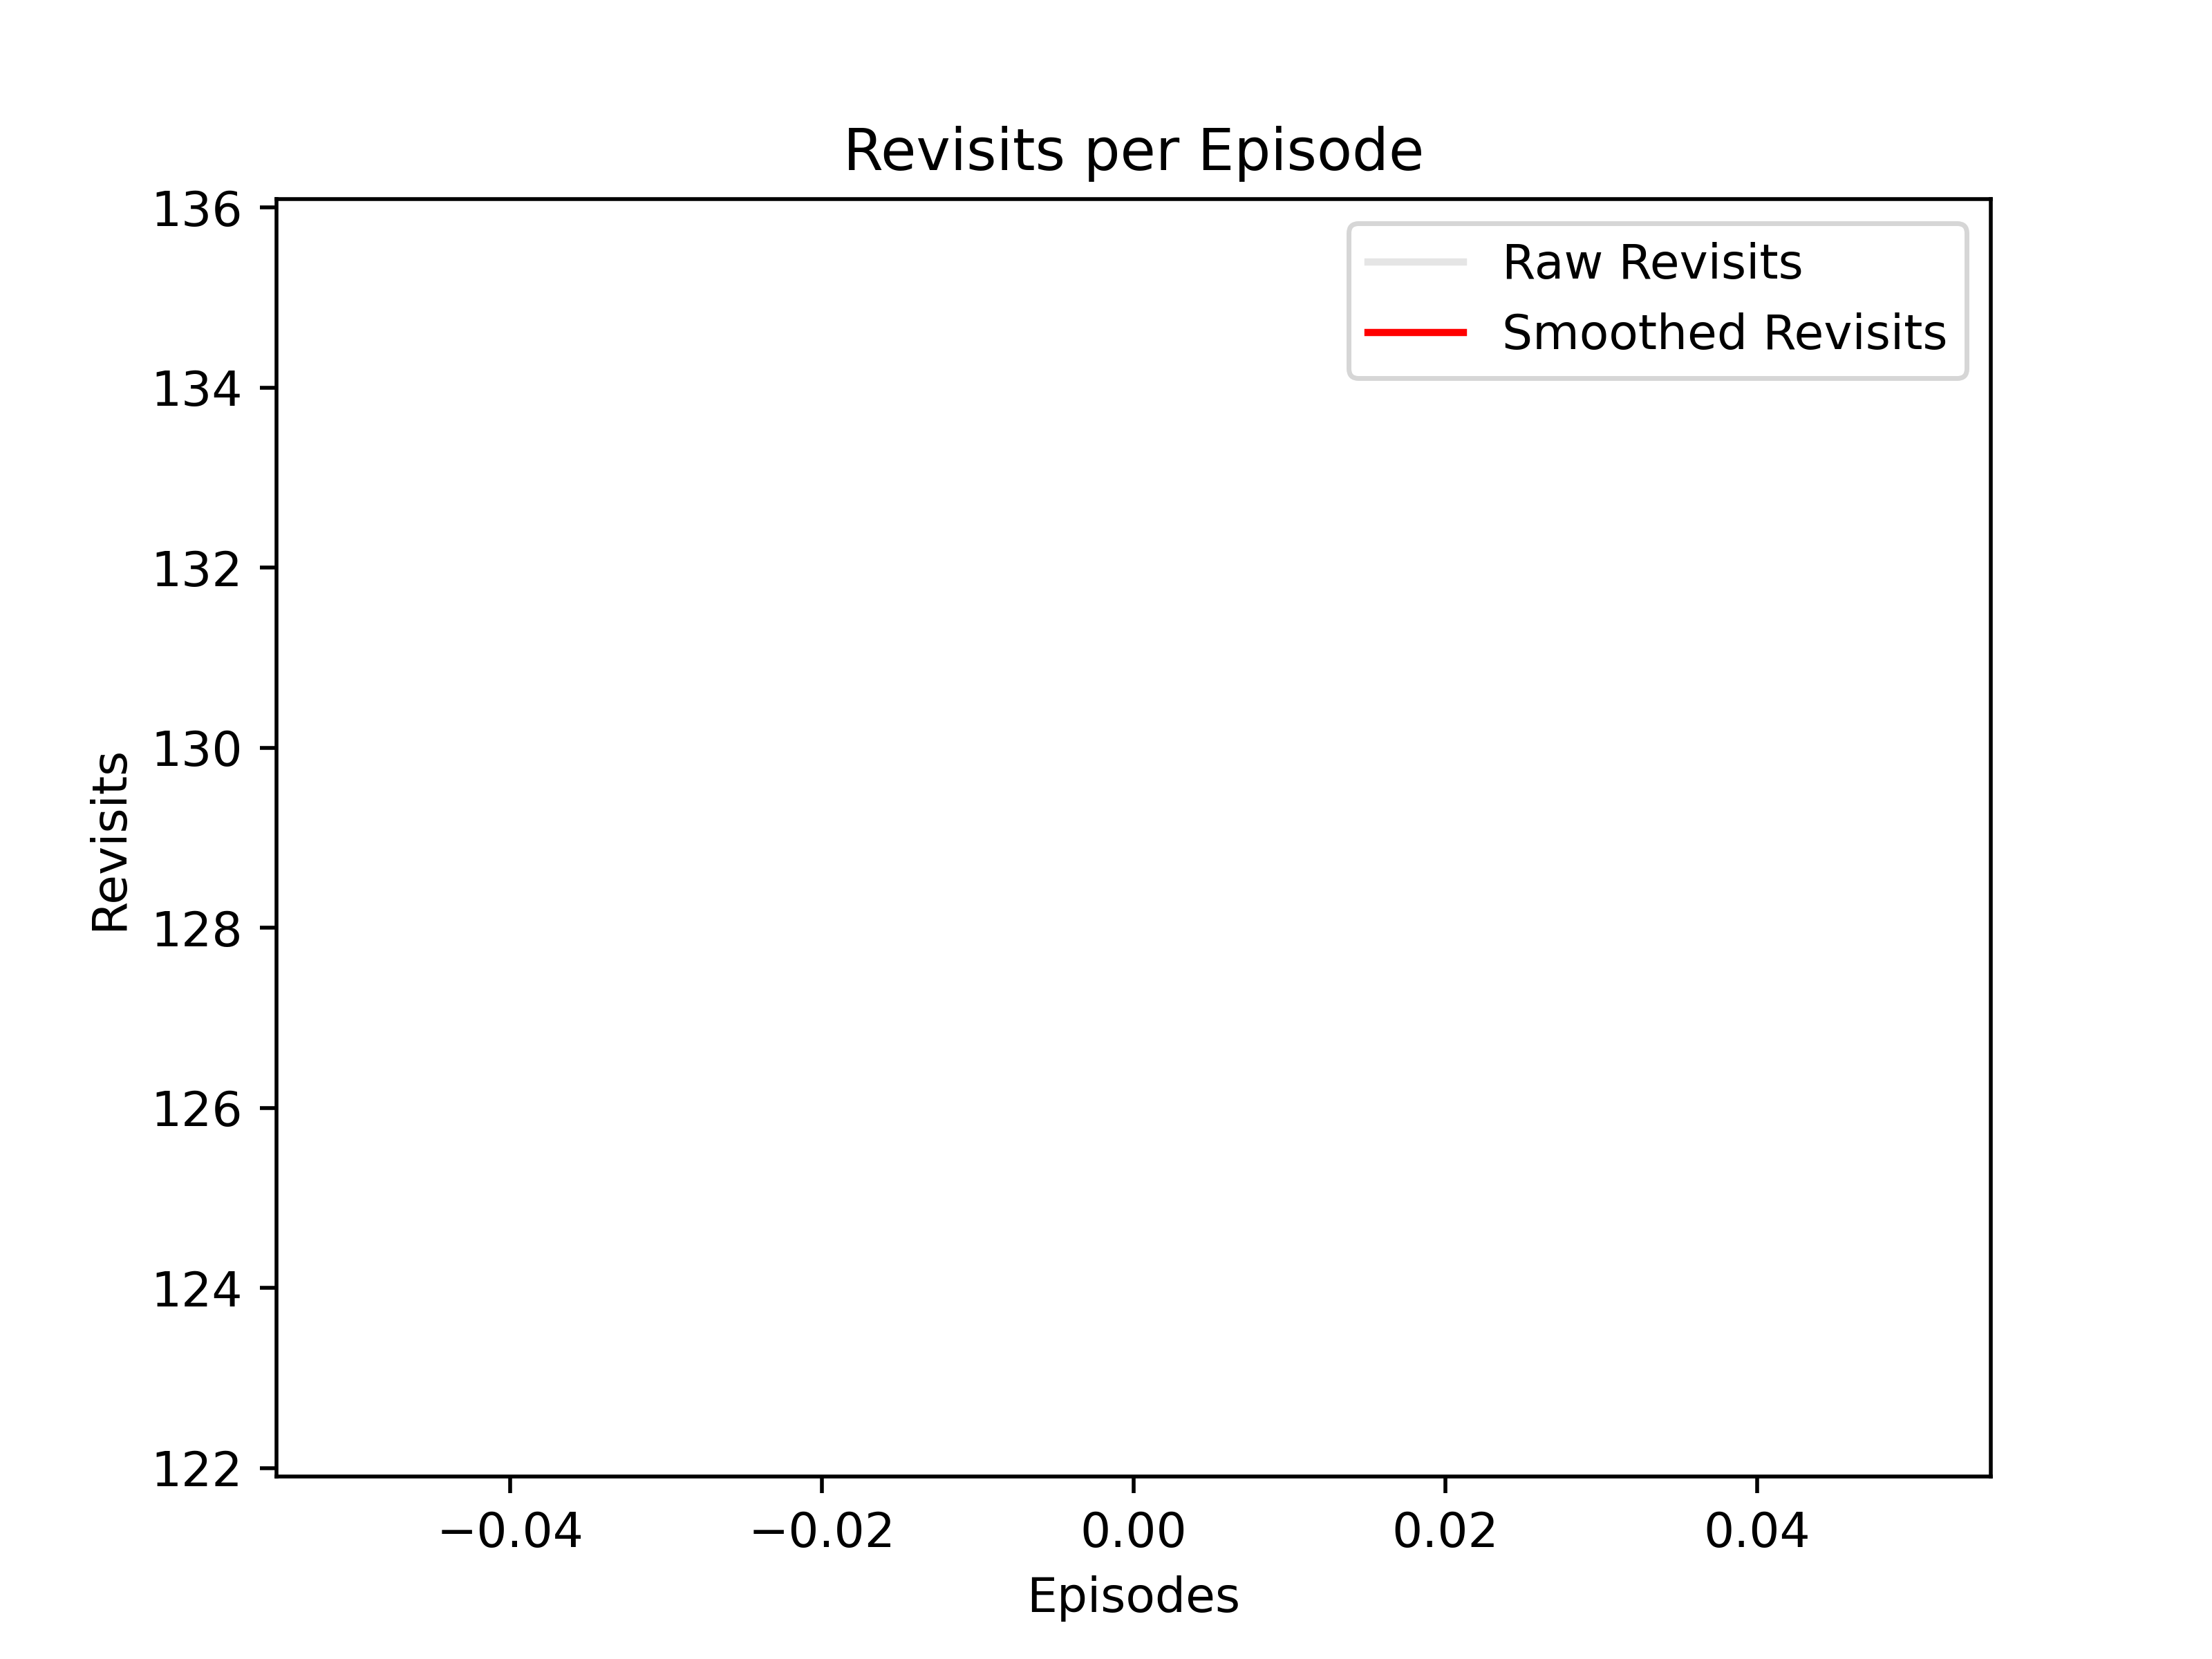 Revisits per Episode
Raw Revisits
Smoothed Revisits
136
134
132
130
128
126
124
122
Revisits
−0.04
−0.02
0.00
0.02
0.04
Episodes